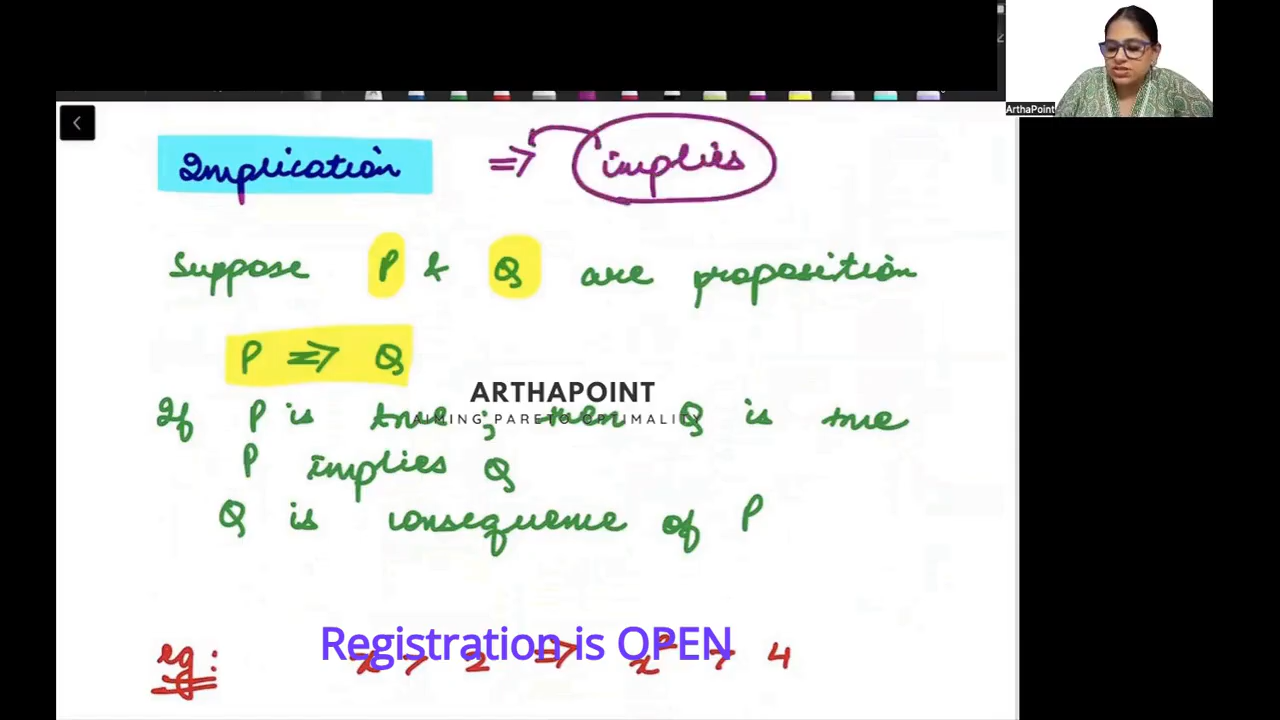 ArthaPoint
Implication ⇒ implies
Suppose P & Q are proposition
P ⇒ Q
ARTHAPOINT
AIMING PARETO OPTIMALITY
If P is true ; then Q is true
P implies Q
Q is consequence of P
Registration is OPEN
eg: x > 2 ⇒ x² > 4